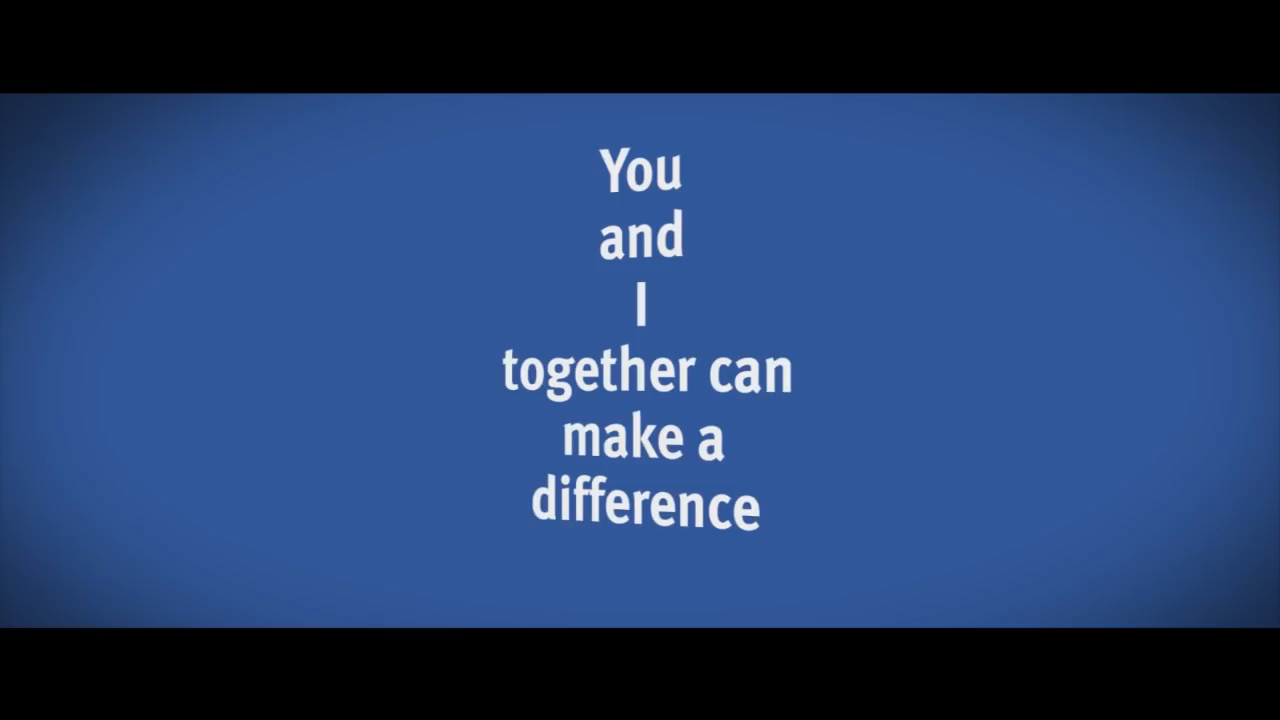 You
and
I
together can
make a
difference